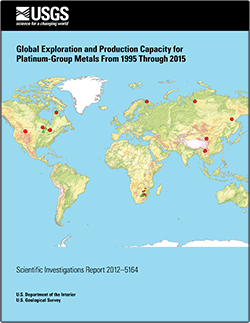 USGS
science for a changing world
Global Exploration and Production Capacity for
Platinum-Group Metals From 1995 Through 2015
Scientific Investigations Report 2012–5164
U.S. Department of the Interior
U.S. Geological Survey